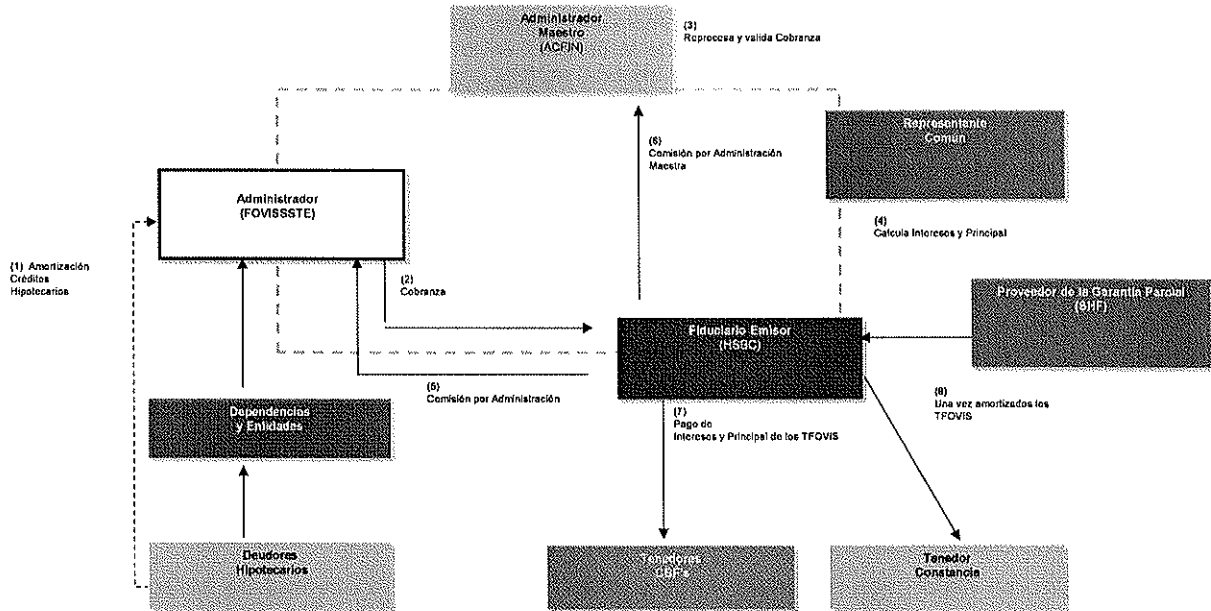 Administrador
Maestro
(ACFIN)
(3)
Reprocesa y valida Cobranza
Representante
Común
(6)
Comisión por Administración
Maestra
Administrador
(FOVISSSTE)
(4)
Calcula Intereses y Principal
(1) Amortización
Créditos
Hipotecarios
(2)
Cobranza
Proveedor de la Garantía Parcial
(SHF)
Fiduciario Emisor
(HSBC)
(5)
Comisión por Administración
(8)
Una vez amortizados los
TFOVIS
Dependencias
y Entidades
(7)
Pago de
Intereses y Principal de los TFOVIS
Deudores
Hipotecarios
Tenedores
CBF's
Tenedor
Constancia